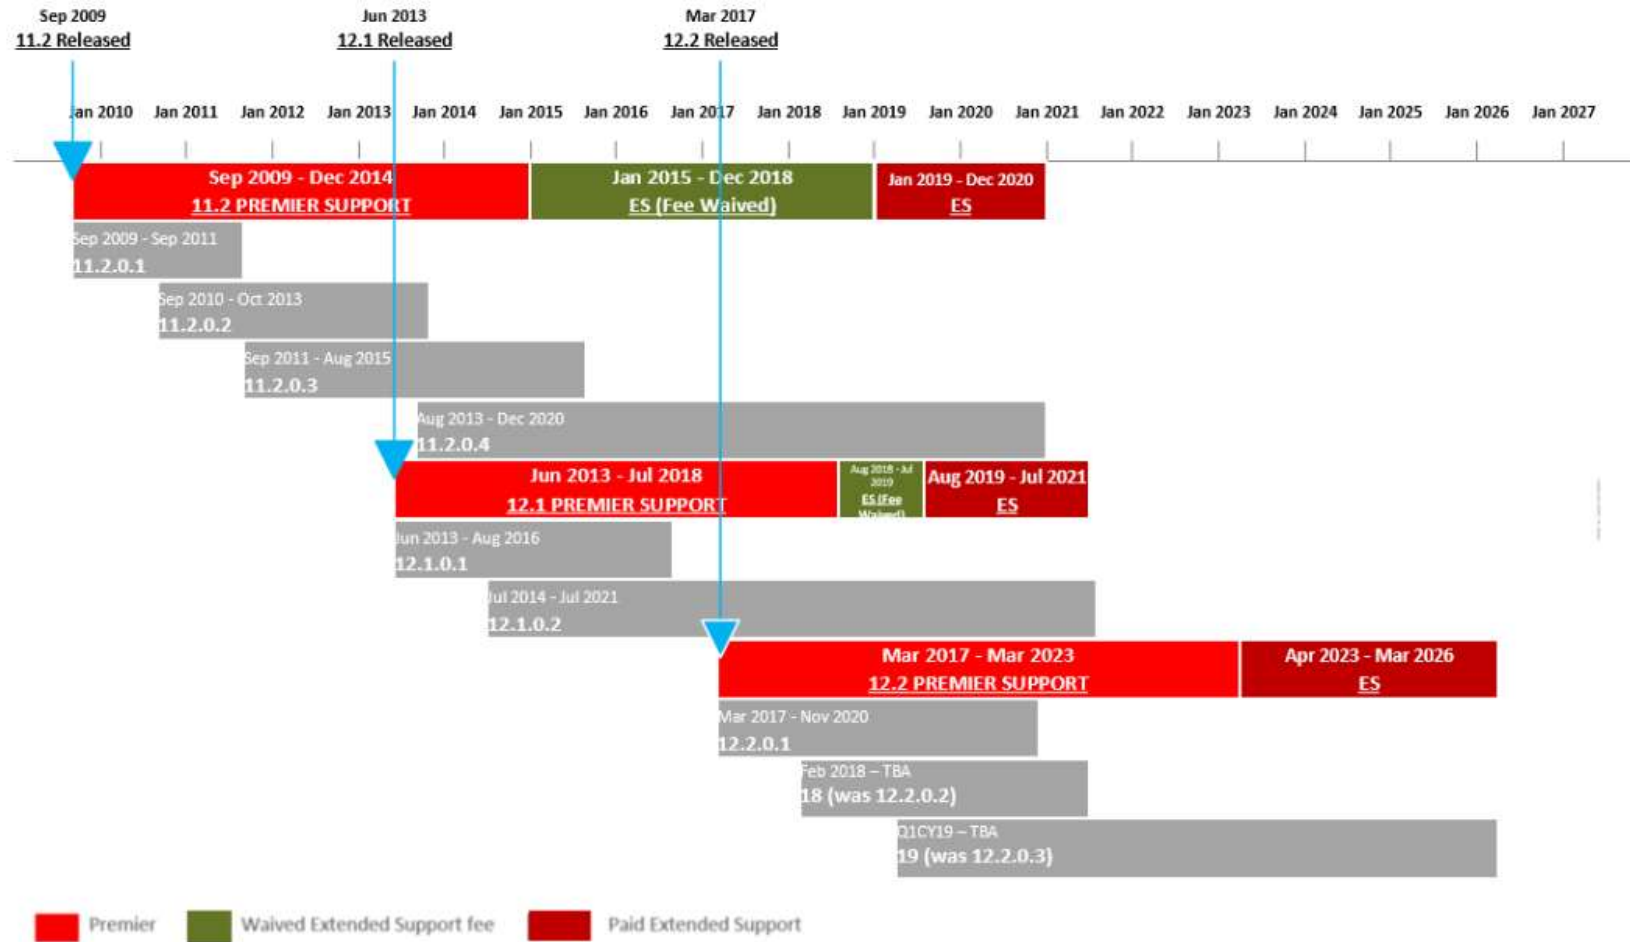 Sep 2009
11.2 Released
Jun 2013
12.1 Released
Mar 2017
12.2 Released
Jan 2010 Jan 2011 Jan 2012 Jan 2013 Jan 2014 Jan 2015 Jan 2016 Jan 2017 Jan 2018 Jan 2019 Jan 2020 Jan 2021 Jan 2022 Jan 2023 Jan 2024 Jan 2025 Jan 2026 Jan 2027
Sep 2009 - Dec 2014
11.2 PREMIER SUPPORT
Jan 2015 - Dec 2018
ES (Fee Waived)
Jan 2019 - Dec 2020
ES
Sep 2009 - Sep 2011
11.2.0.1
Sep 2010 - Oct 2013
11.2.0.2
Sep 2011 - Aug 2015
11.2.0.3
Aug 2013 - Dec 2020
11.2.0.4
Jun 2013 - Jul 2018
12.1 PREMIER SUPPORT
Aug 2018 - Jul
2019
ES (Fee
Waived)
Aug 2019 - Jul 2021
ES
Jun 2013 - Aug 2016
12.1.0.1
Jul 2014 - Jul 2021
12.1.0.2
Mar 2017 - Mar 2023
12.2 PREMIER SUPPORT
Apr 2023 - Mar 2026
ES
Mar 2017 - Nov 2020
12.2.0.1
Feb 2018 – TBA
18 (was 12.2.0.2)
Q1CY19 – TBA
19 (was 12.2.0.3)
Premier
Waived Extended Support fee
Paid Extended Support